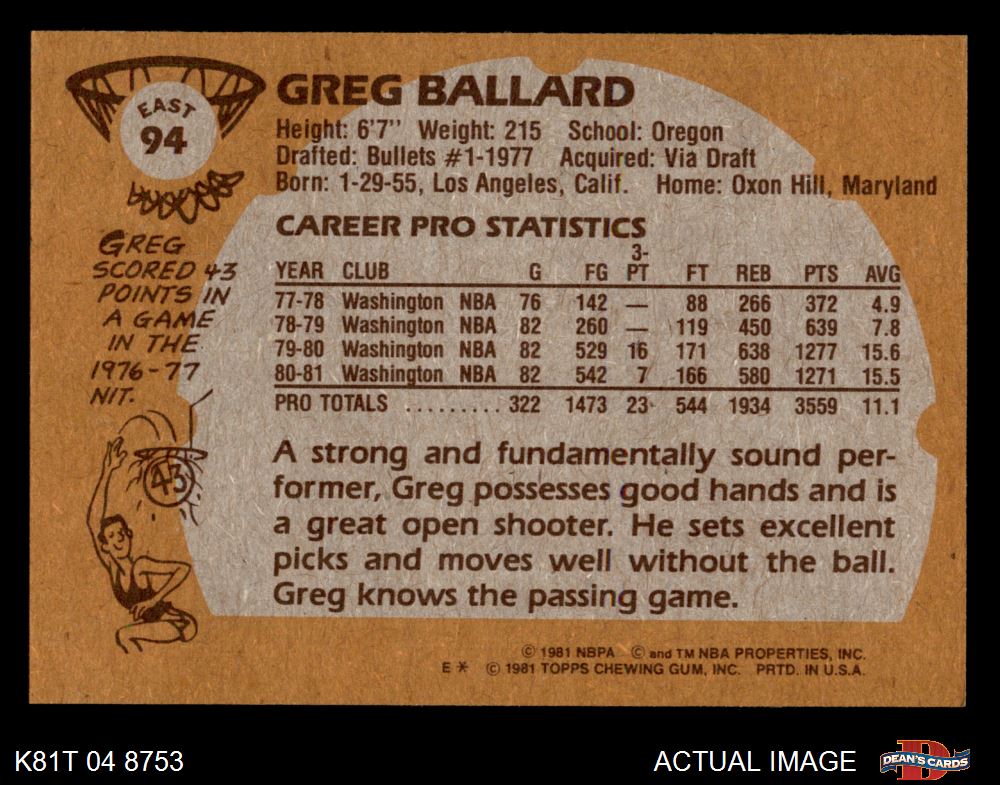 EAST
94
GREG BALLARD
Height: 6'7" Weight: 215 School: Oregon
Drafted: Bullets #1-1977 Acquired: Via Draft
Born: 1-29-55, Los Angeles, Calif. Home: Oxon Hill, Maryland
GREG
SCORED 43
POINTS IN
A GAME
IN THE
1976-77
NIT.
43
CAREER PRO STATISTICS
YEAR CLUB G FG 3-PT FT REB PTS AVG
77-78 Washington NBA 76 142 — 88 266 372 4.9
78-79 Washington NBA 82 260 — 119 450 639 7.8
79-80 Washington NBA 82 529 16 171 638 1277 15.6
80-81 Washington NBA 82 542 7 166 580 1271 15.5
PRO TOTALS ......... 322 1473 23 544 1934 3559 11.1
A strong and fundamentally sound per-
former, Greg possesses good hands and is
a great open shooter. He sets excellent
picks and moves well without the ball.
Greg knows the passing game.
© 1981 NBPA © and TM NBA PROPERTIES, INC.
E * © 1981 TOPPS CHEWING GUM, INC. PRTD. IN U.S.A.
K81T 04 8753 ACTUAL IMAGE D DEAN'S CARDS